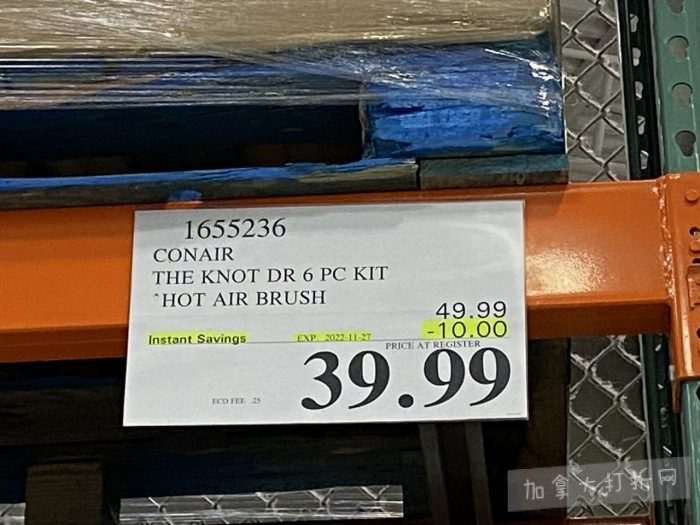 1655236
CONAIR
THE KNOT DR 6 PC KIT
^HOT AIR BRUSH
49.99
Instant Savings EXP. 2022-11-27 -10.00
PRICE AT REGISTER
ECO FEE .25 39.99
加拿大打折网